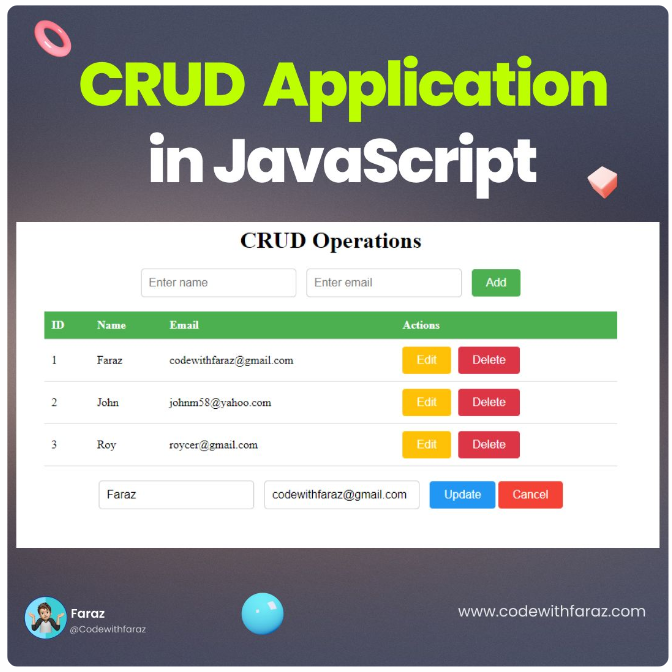 CRUD Application
in JavaScript
CRUD Operations
Enter name Enter email Add
ID Name Email Actions
1 Faraz codewithfaraz@gmail.com Edit Delete
2 John johnm58@yahoo.com Edit Delete
3 Roy roycer@gmail.com Edit Delete
Faraz codewithfaraz@gmail.com Update Cancel
Faraz
@Codewithfaraz
www.codewithfaraz.com